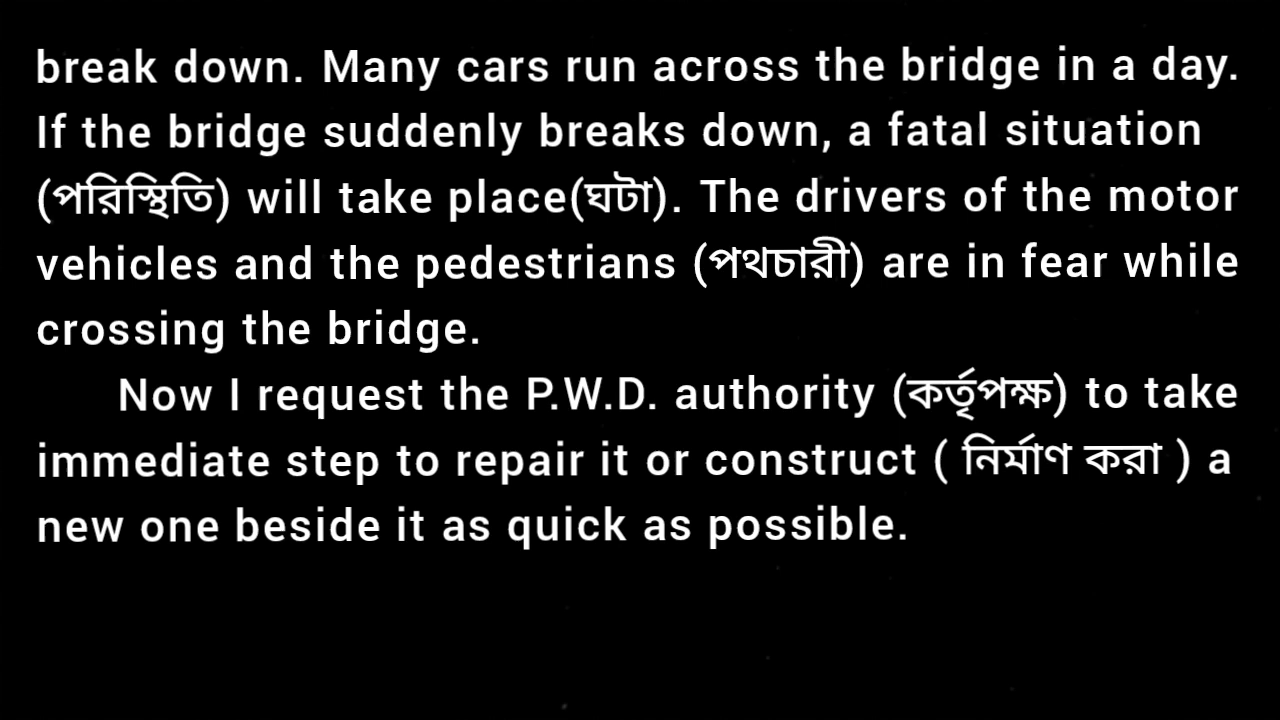 break down. Many cars run across the bridge in a day.
If the bridge suddenly breaks down, a fatal situation
(পরিস্থিতি) will take place(ঘটা). The drivers of the motor
vehicles and the pedestrians (পথচারী) are in fear while
crossing the bridge.
Now I request the P.W.D. authority (কর্তৃপক্ষ) to take
immediate step to repair it or construct ( নির্মাণ করা ) a
new one beside it as quick as possible.